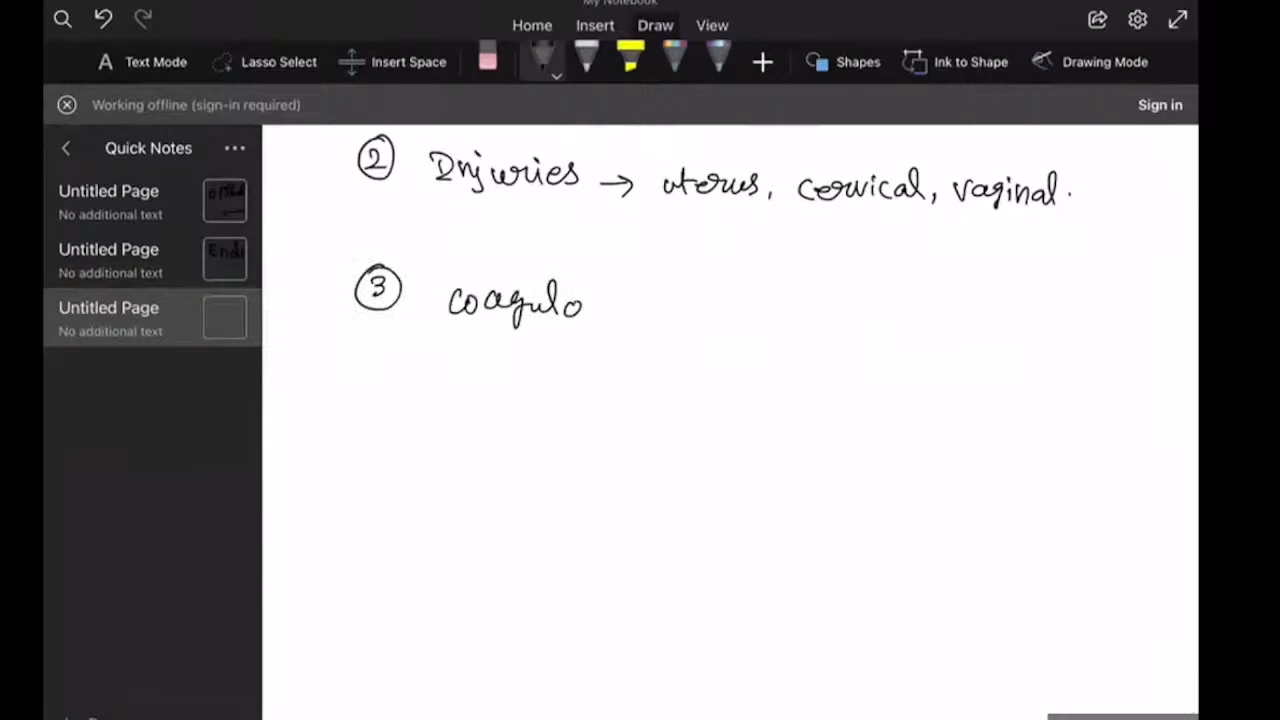 My Notebook
Home Insert Draw View
Text Mode Lasso Select Insert Space Shapes Ink to Shape Drawing Mode
Working offline (sign-in required) Sign in
Quick Notes
Untitled Page
No additional text
Untitled Page
No additional text
Untitled Page
No additional text
② Injuries → uterus, cervical, vaginal.
③ coagulo